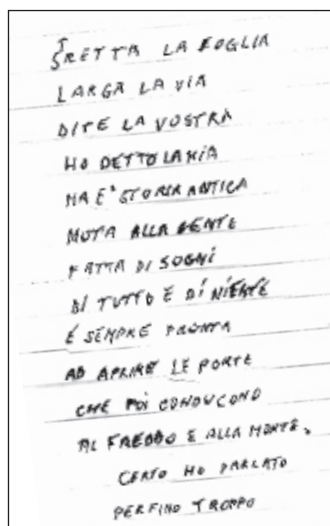 STRETTA LA FOGLIA
LARGA LA VIA
DITE LA VOSTRA
HO DETTO LA MIA
MA E' STORIA ANTICA
NOTA ALLA GENTE
FATTA DI SOGNI
DI TUTTO E DI NIENTE
E SEMPRE PRONTA
AD APRIRE LE PORTE
CHE POI CONDUCONO
AL FREDDO E ALLA MORTE.
CERTO HO PARLATO
PERFINO TROPPO